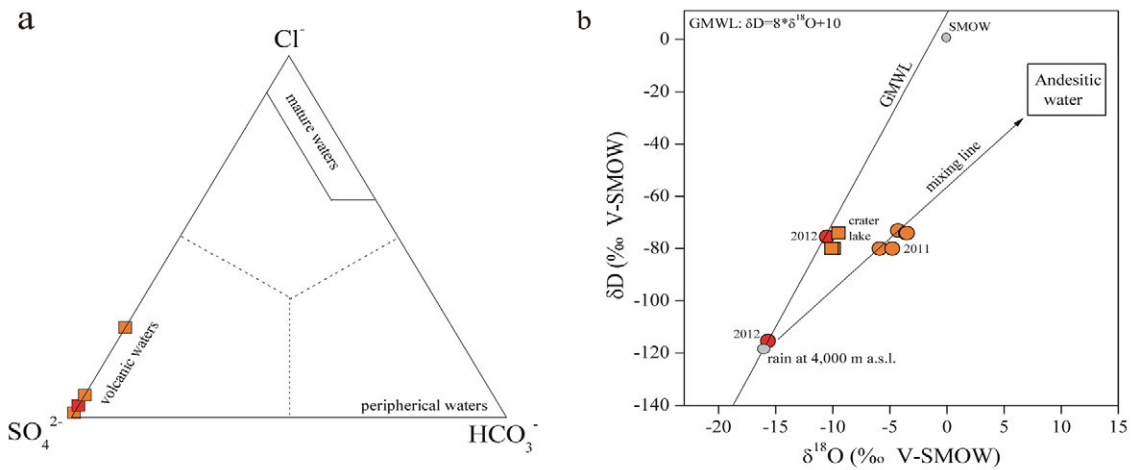 a
Cl⁻
mature waters
volcanic waters
peripherical waters
SO₄²⁻
HCO₃⁻
b
GMWL: δD=8*δ¹⁸O+10
SMOW
GMWL
Andesitic
water
mixing line
2012
crater
lake
2011
2012
rain at 4,000 m a.s.l.
δD (‰ V-SMOW)
0
-20
-40
-60
-80
-100
-120
-140
-20
-15
-10
-5
0
5
10
15
δ¹⁸O (‰ V-SMOW)